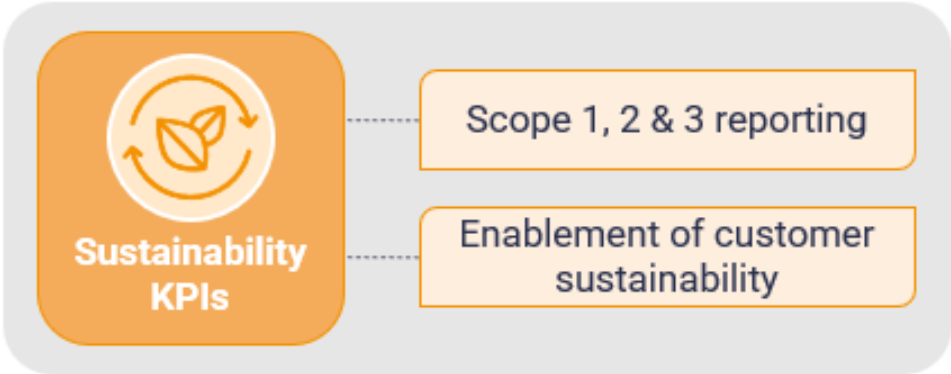 Sustainability
KPIs
Scope 1, 2 & 3 reporting
Enablement of customer
sustainability